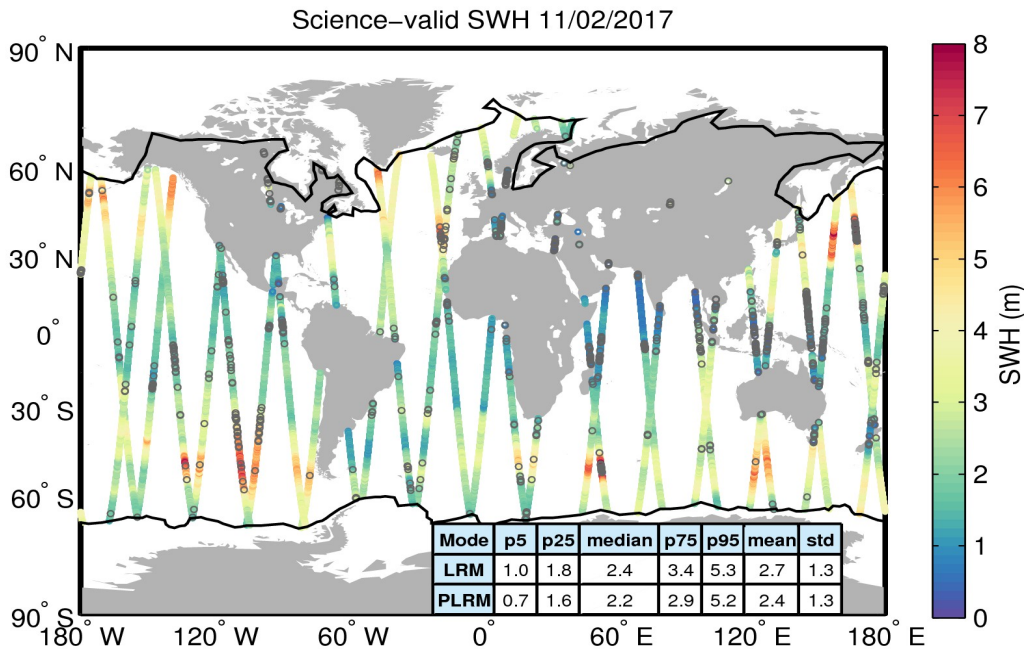 Science−valid SWH 11/02/2017
90° N
60° N
30° N
0°
30° S
60° S
90° S
180° W
120° W
60° W
0°
60° E
120° E
180° E
Mode p5 p25 median p75 p95 mean std
LRM 1.0 1.8 2.4 3.4 5.3 2.7 1.3
PLRM 0.7 1.6 2.2 2.9 5.2 2.4 1.3
8
7
6
5
4
3
2
1
0
SWH (m)